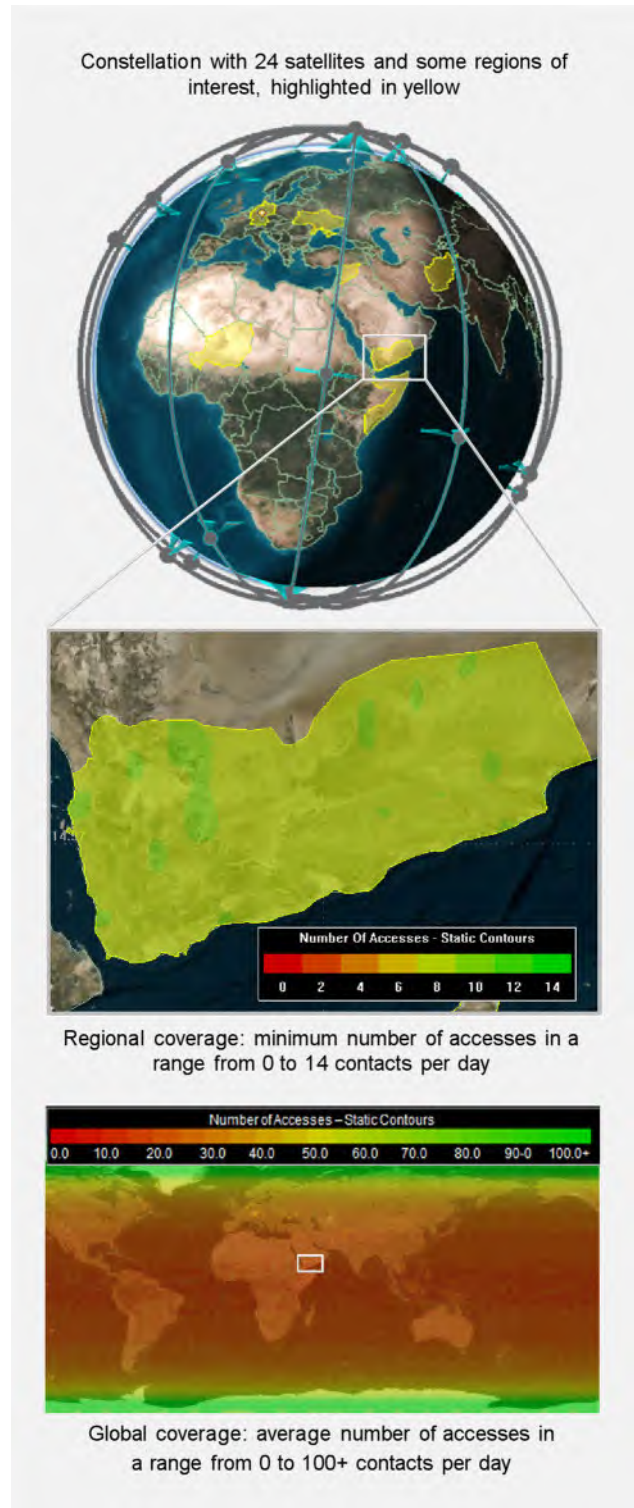 Constellation with 24 satellites and some regions of
interest, highlighted in yellow
Number Of Accesses - Static Contours
0 2 4 6 8 10 12 14
Regional coverage: minimum number of accesses in a
range from 0 to 14 contacts per day
Number of Accesses – Static Contours
0.0 10.0 20.0 30.0 40.0 50.0 60.0 70.0 80.0 90-0 100.0+
Global coverage: average number of accesses in
a range from 0 to 100+ contacts per day